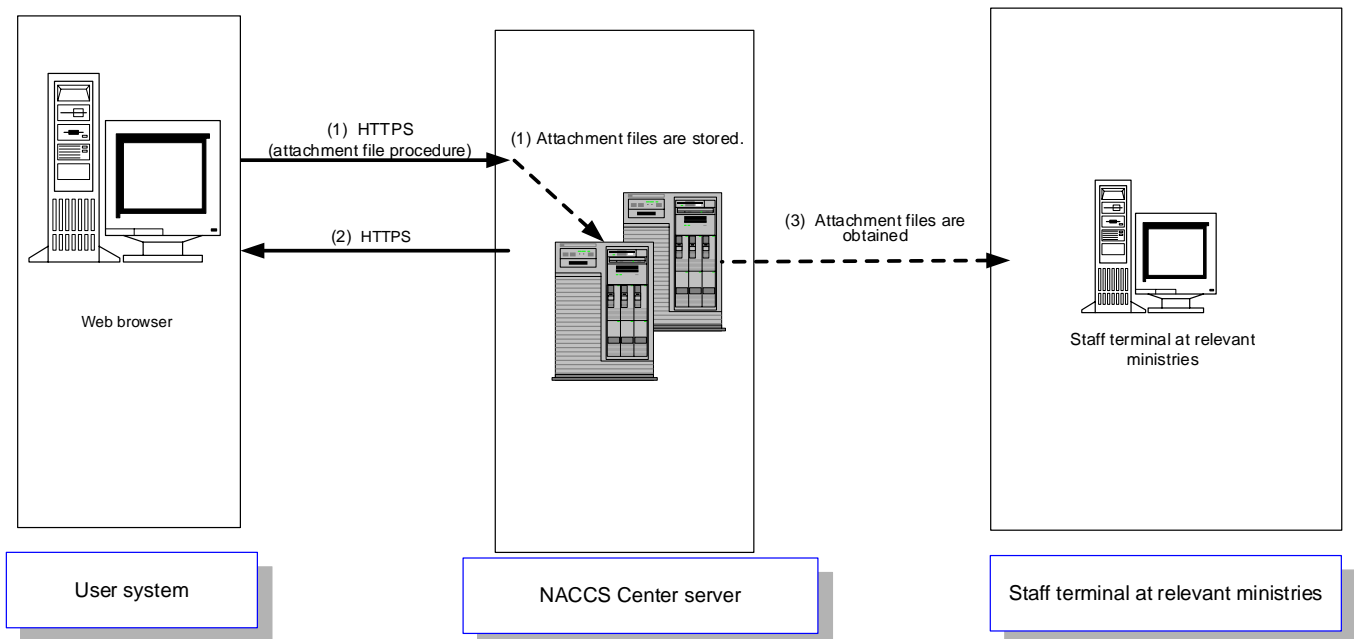 (1) HTTPS
(attachment file procedure)
(1) Attachment files are stored.
(2) HTTPS
(3) Attachment files are
obtained
Web browser
Staff terminal at relevant
ministries
User system
NACCS Center server
Staff terminal at relevant ministries